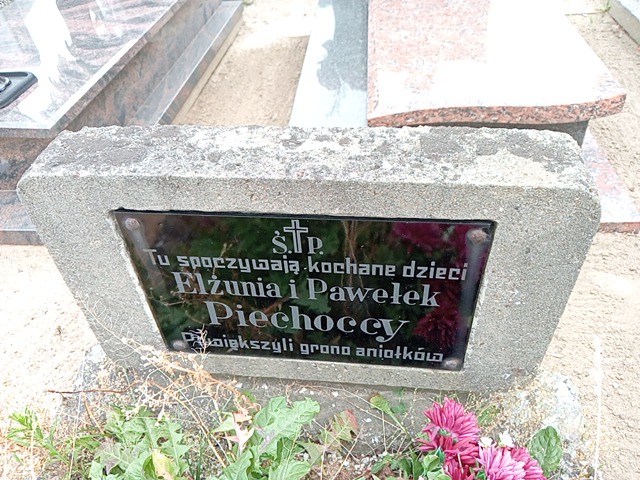 Ś. P.
Tu spoczywają kochane dzieci
Elżunia i Pawełek
Piechoccy
Powiększyli grono aniołków